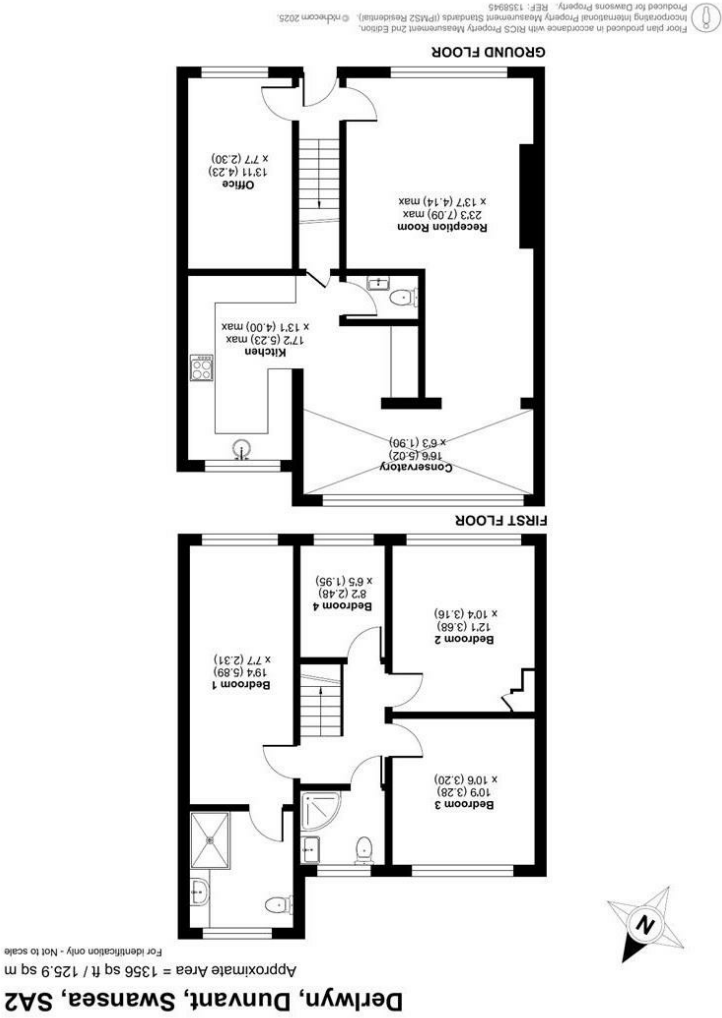 Derlwyn, Dunvant, Swansea, SA2
Approximate Area = 1356 sq ft / 125.9 sq m
For identification only - Not to scale
N
Bedroom 3
10'9 (3.28)
x 10'6 (3.20)
Bedroom 2
12'1 (3.68)
x 10'4 (3.16)
Bedroom 4
8'2 (2.48)
x 6'5 (1.95)
Bedroom 1
19'4 (5.89)
x 7'7 (2.31)
FIRST FLOOR
Conservatory
16'6 (5.02)
x 6'3 (1.90)
Kitchen
17'2 (5.23) max
x 13'1 (4.00) max
Reception Room
23'3 (7.09) max
x 13'7 (4.14) max
Office
13'11 (4.23)
x 7'7 (2.30)
GROUND FLOOR
Floor plan produced in accordance with RICS Property Measurement 2nd Edition,
Incorporating International Property Measurement Standards (IPMS2 Residential). © nichecom 2025.
Produced for Dawsons Property. REF: 1358945